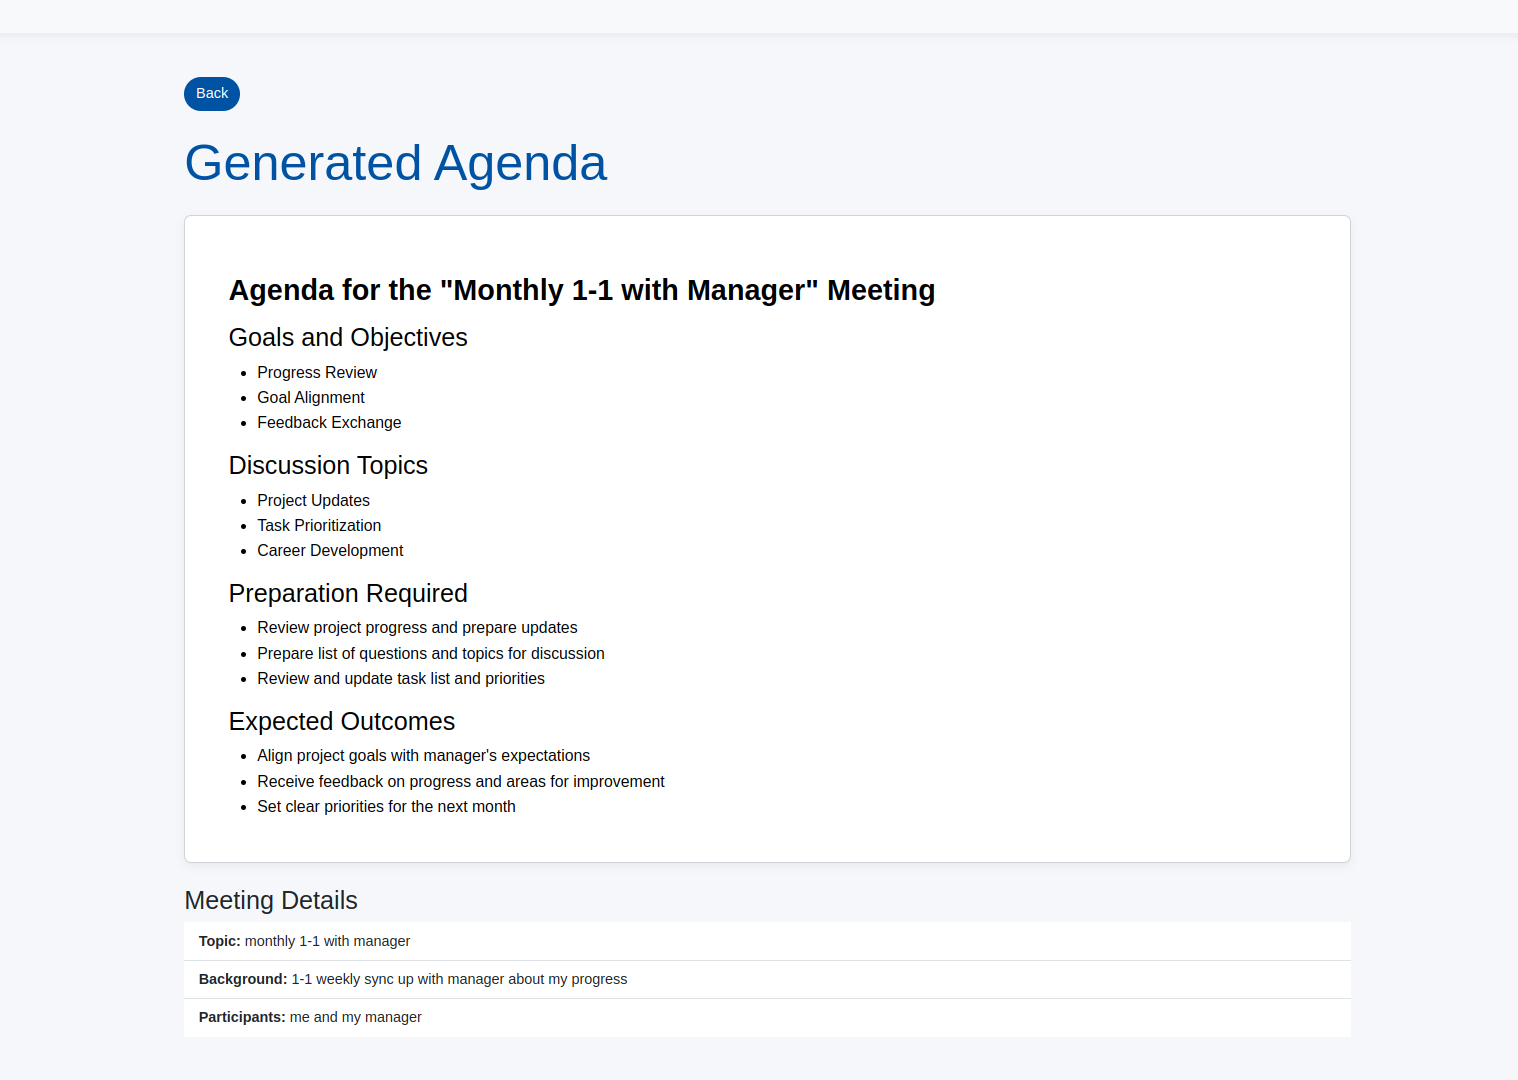 Back
Generated Agenda
Agenda for the "Monthly 1-1 with Manager" Meeting
Goals and Objectives
Progress Review
Goal Alignment
Feedback Exchange
Discussion Topics
Project Updates
Task Prioritization
Career Development
Preparation Required
Review project progress and prepare updates
Prepare list of questions and topics for discussion
Review and update task list and priorities
Expected Outcomes
Align project goals with manager's expectations
Receive feedback on progress and areas for improvement
Set clear priorities for the next month
Meeting Details
Topic: monthly 1-1 with manager
Background: 1-1 weekly sync up with manager about my progress
Participants: me and my manager